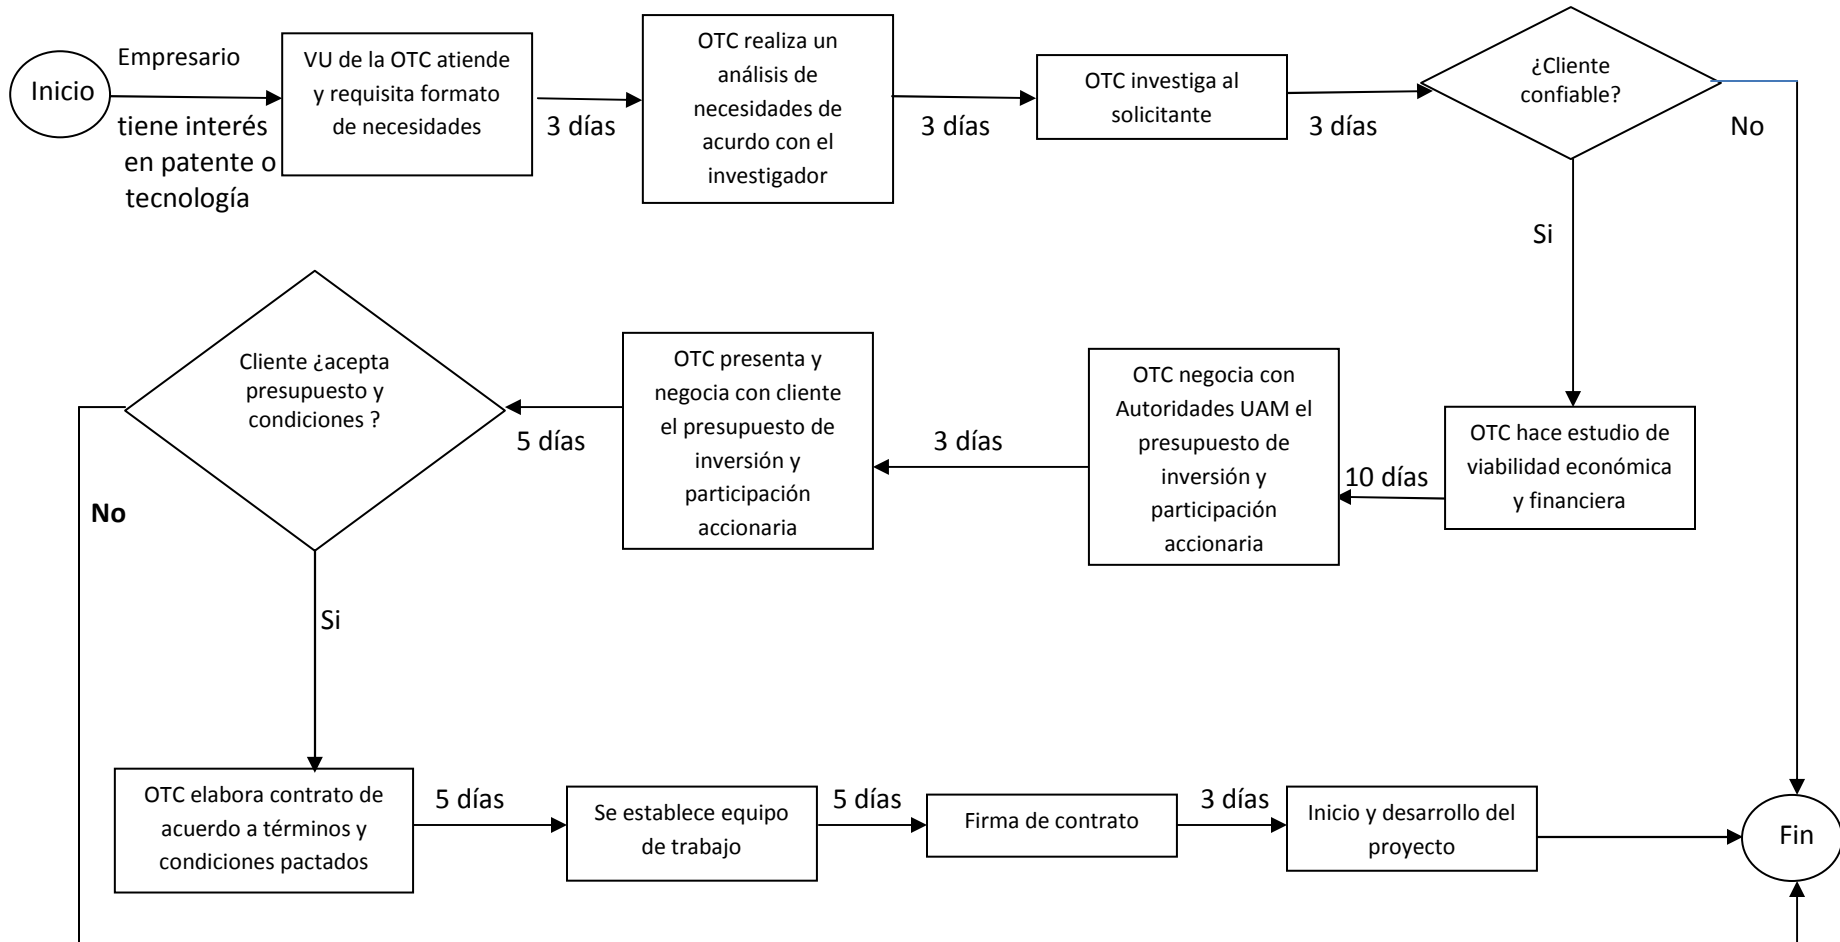 Inicio
Empresario
tiene interés
en patente o
tecnología
VU de la OTC atiende
y requisita formato
de necesidades
3 días
OTC realiza un
análisis de
necesidades de
acurdo con el
investigador
3 días
OTC investiga al
solicitante
3 días
¿Cliente
confiable?
No
Si
OTC hace estudio de
viabilidad económica
y financiera
10 días
OTC negocia con
Autoridades UAM el
presupuesto de
inversión y
participación
accionaria
3 días
OTC presenta y
negocia con cliente
el presupuesto de
inversión y
participación
accionaria
5 días
Cliente ¿acepta
presupuesto y
condiciones ?
No
Si
OTC elabora contrato de
acuerdo a términos y
condiciones pactados
5 días
Se establece equipo
de trabajo
5 días
Firma de contrato
3 días
Inicio y desarrollo del
proyecto
Fin